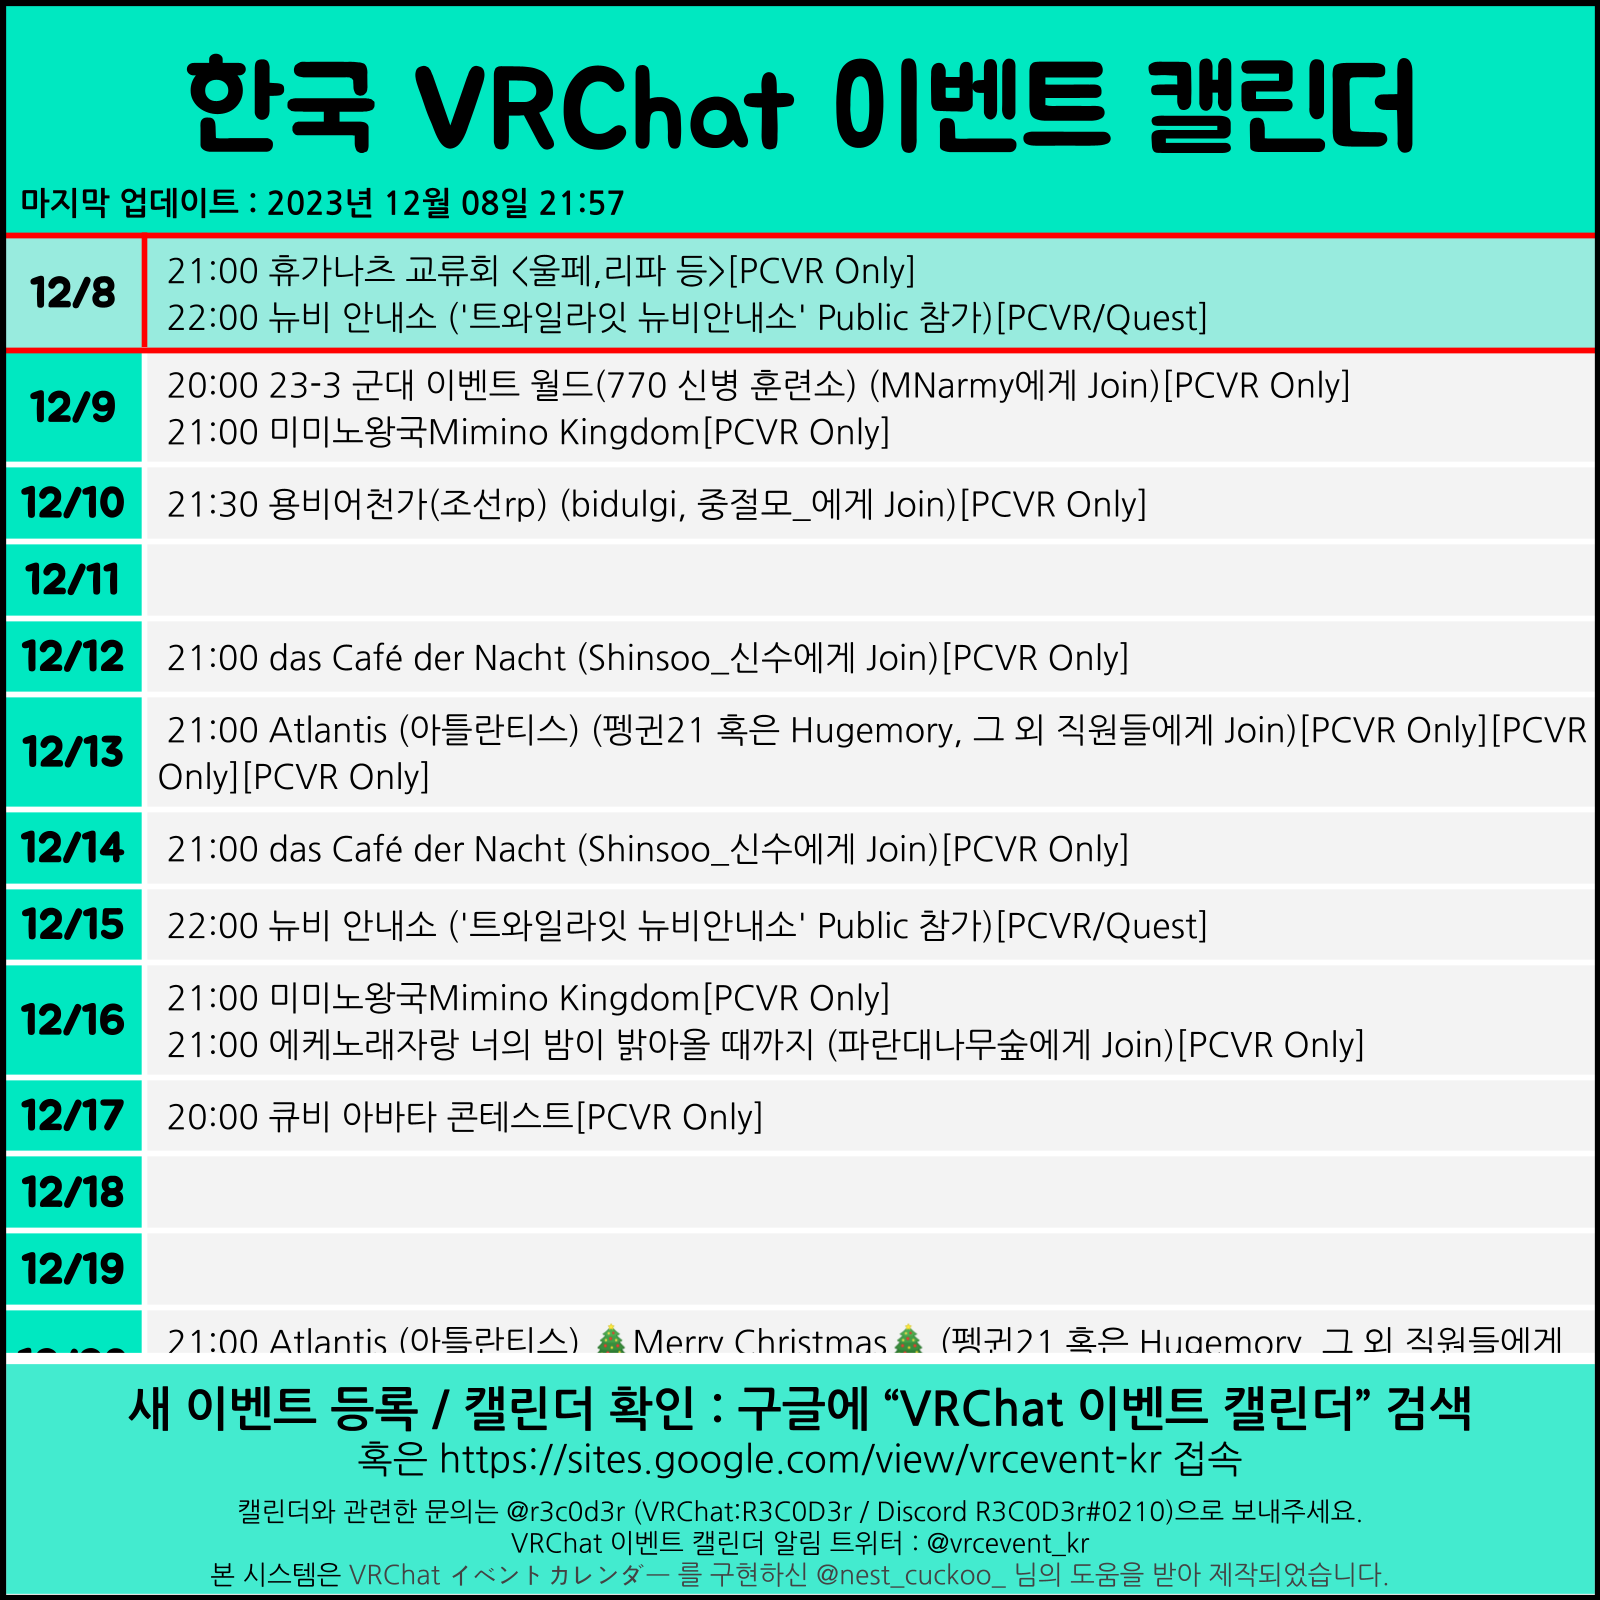 한국 VRChat 이벤트 캘린더
마지막 업데이트 : 2023년 12월 08일 21:57
12/8
21:00 휴가나츠 교류회 <울페,리파 등>[PCVR Only]
22:00 뉴비 안내소 ('트와일라잇 뉴비안내소' Public 참가)[PCVR/Quest]
12/9
20:00 23-3 군대 이벤트 월드(770 신병 훈련소) (MNarmy에게 Join)[PCVR Only]
21:00 미미노왕국Mimino Kingdom[PCVR Only]
12/10
21:30 용비어천가(조선rp) (bidulgi, 중절모_에게 Join)[PCVR Only]
12/11
12/12
21:00 das Café der Nacht (Shinsoo_신수에게 Join)[PCVR Only]
12/13
21:00 Atlantis (아틀란티스) (펭귄21 혹은 Hugemory, 그 외 직원들에게 Join)[PCVR Only][PCVR
Only][PCVR Only]
12/14
21:00 das Café der Nacht (Shinsoo_신수에게 Join)[PCVR Only]
12/15
22:00 뉴비 안내소 ('트와일라잇 뉴비안내소' Public 참가)[PCVR/Quest]
12/16
21:00 미미노왕국Mimino Kingdom[PCVR Only]
21:00 에케노래자랑 너의 밤이 밝아올 때까지 (파란대나무숲에게 Join)[PCVR Only]
12/17
20:00 큐비 아바타 콘테스트[PCVR Only]
12/18
12/19
21:00 Atlantis (아틀란티스) 🎄Merry Christmas🎄 (펭귄21 혹은 Hugemory 그 외 직원들에게
새 이벤트 등록 / 캘린더 확인 : 구글에 “VRChat 이벤트 캘린더” 검색
혹은 https://sites.google.com/view/vrcevent-kr 접속
캘린더와 관련한 문의는 @r3c0d3r (VRChat:R3C0D3r / Discord R3C0D3r#0210)으로 보내주세요.
VRChat 이벤트 캘린더 알림 트위터 : @vrcevent_kr
본 시스템은 VRChat イベントカレンダー 를 구현하신 @nest_cuckoo_ 님의 도움을 받아 제작되었습니다.